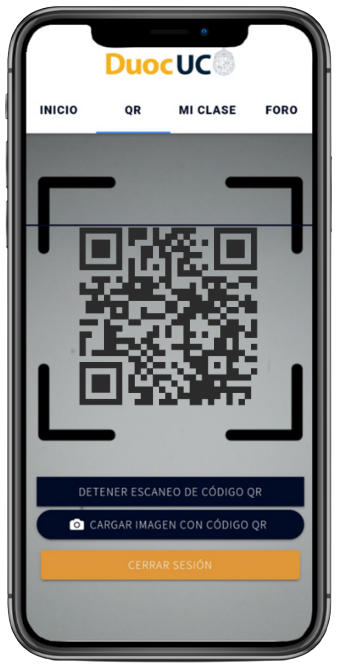 DuocUC
INICIO QR MI CLASE FORO
DETENER ESCANEO DE CÓDIGO QR
CARGAR IMAGEN CON CÓDIGO QR
CERRAR SESIÓN